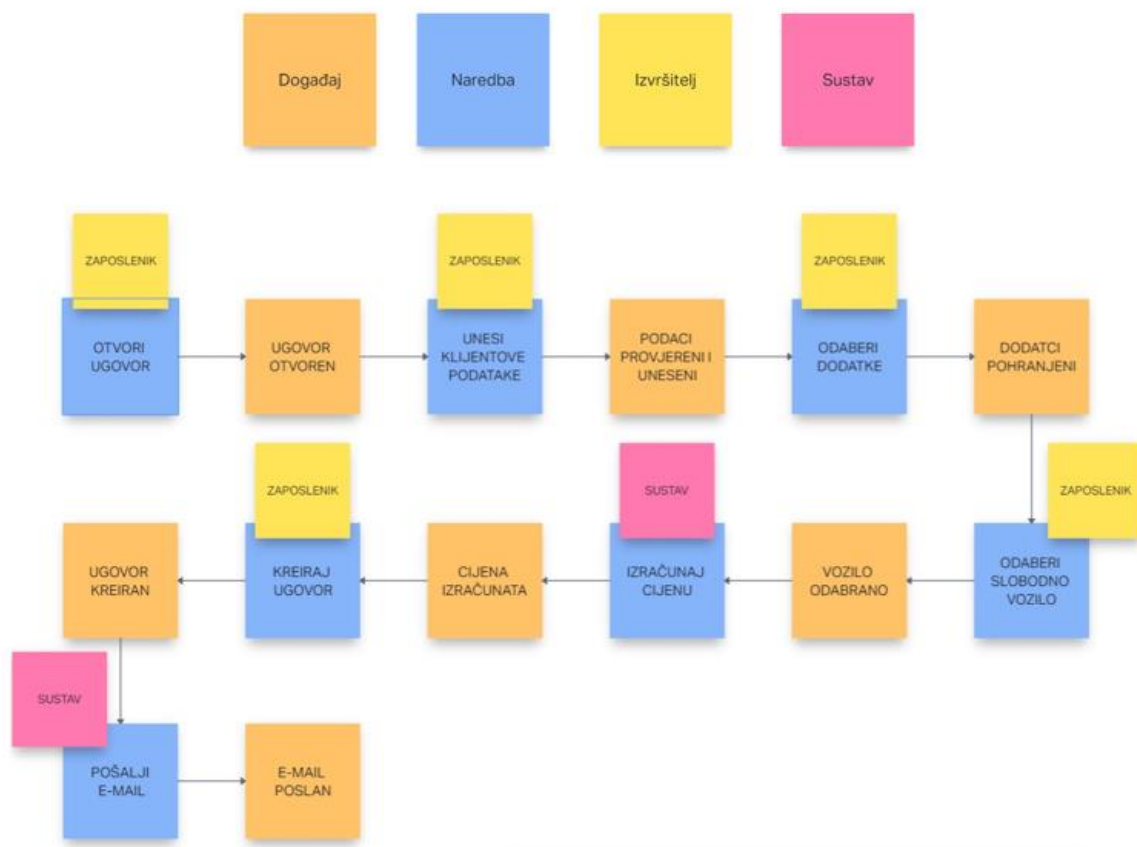 Događaj
Naredba
Izvršitelj
Sustav
ZAPOSLENIK
ZAPOSLENIK
ZAPOSLENIK
OTVORI
UGOVOR
UGOVOR
OTVOREN
UNESI
KLIJENTOVE
PODATAKE
PODACI
PROVJERENI I
UNESENI
ODABERI
DODATKE
DODATCI
POHRANJENI
ZAPOSLENIK
SUSTAV
ZAPOSLENIK
UGOVOR
KREIRAN
KREIRAJ
UGOVOR
CIJENA
IZRAČUNATA
IZRAČUNAJ
CIJENU
VOZILO
ODABRANO
ODABERI
SLOBODNO
VOZILO
SUSTAV
POŠALJI
E-MAIL
E-MAIL
POSLAN